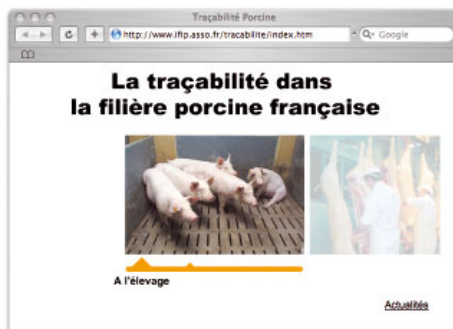 Traçabilité Porcine
http://www.ifip.asso.fr/tracabilite/index.htm
Google
La traçabilité dans
la filière porcine française
A l'élevage
Actualités